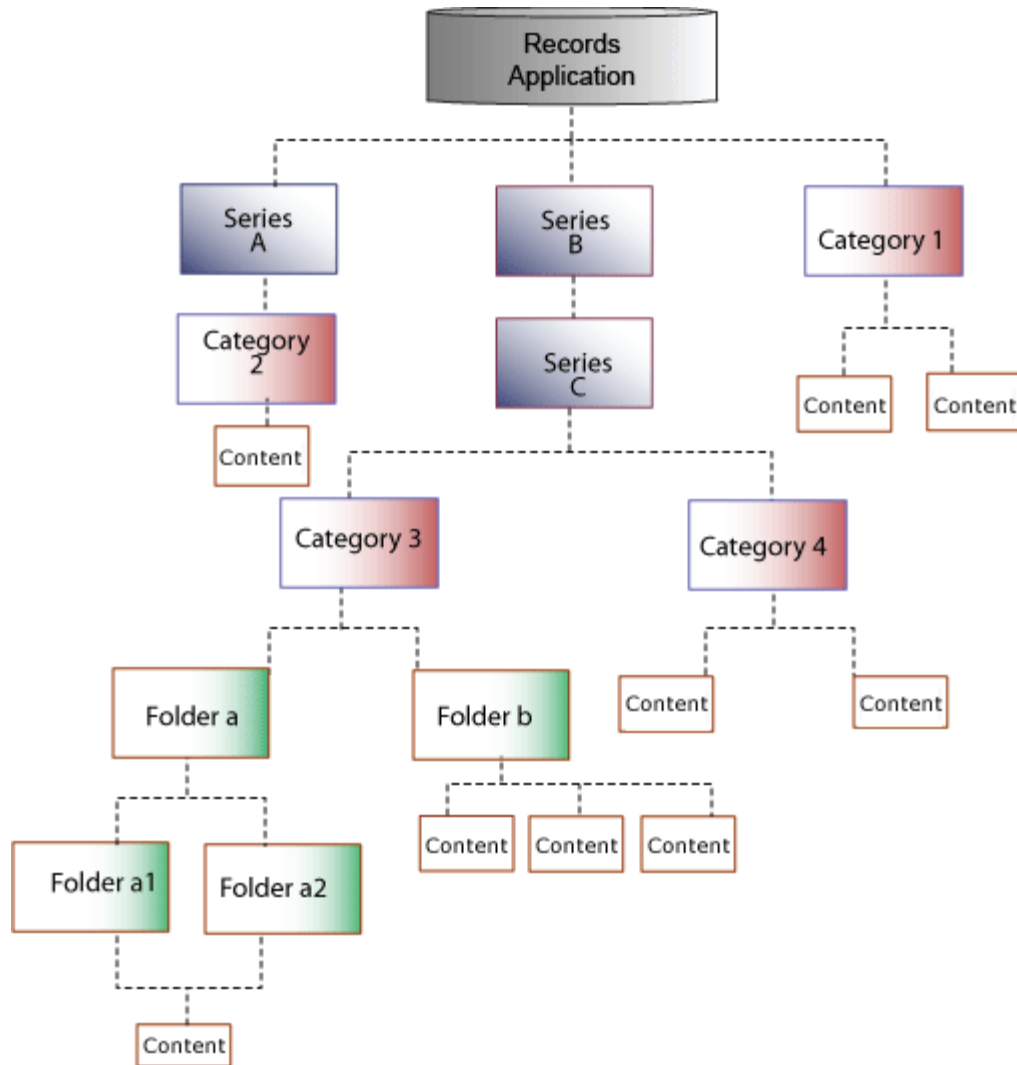 Records
Application
Series
A
Series
B
Category 1
Category
2
Series
C
Content
Content
Content
Category 3
Category 4
Folder a
Folder b
Content
Content
Content
Content
Content
Folder a1
Folder a2
Content